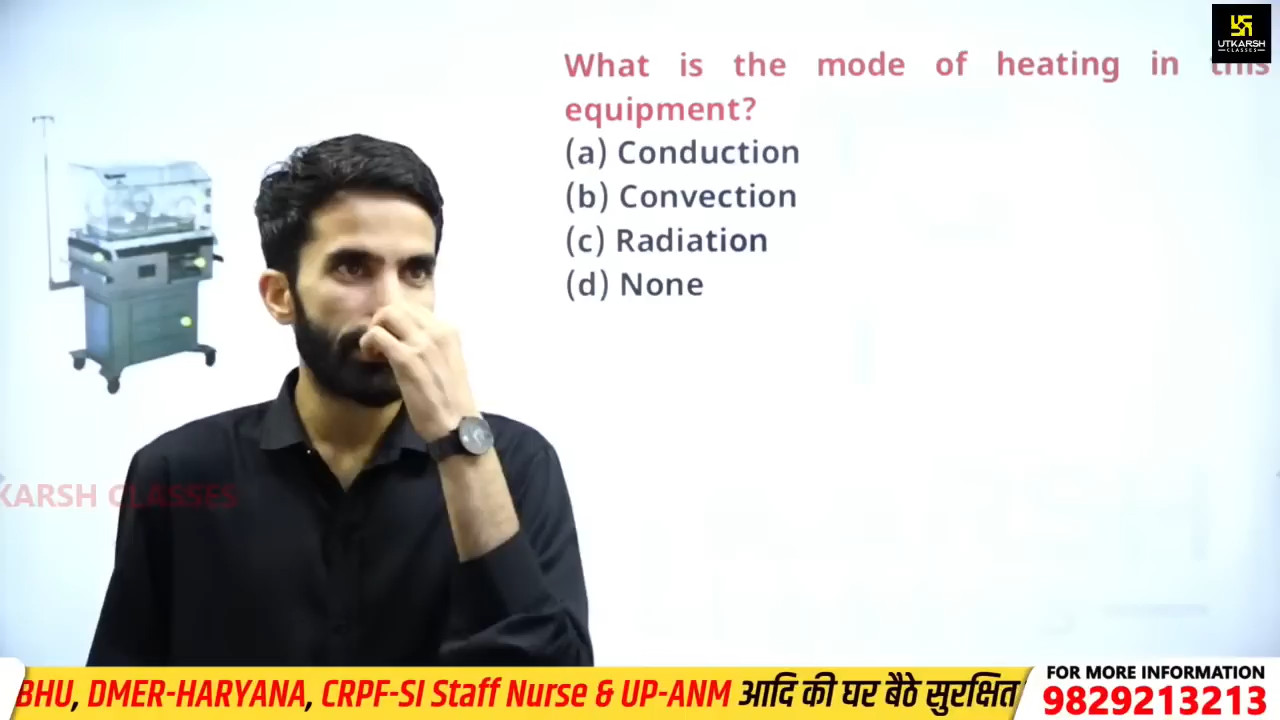 UTKARSH
CLASSES
What is the mode of heating in this
equipment?
(a) Conduction
(b) Convection
(c) Radiation
(d) None
KARSH CLASSES
BHU, DMER-HARYANA, CRPF-SI Staff Nurse & UP-ANM आदि की घर बैठे सुरक्षित
FOR MORE INFORMATION
9829213213